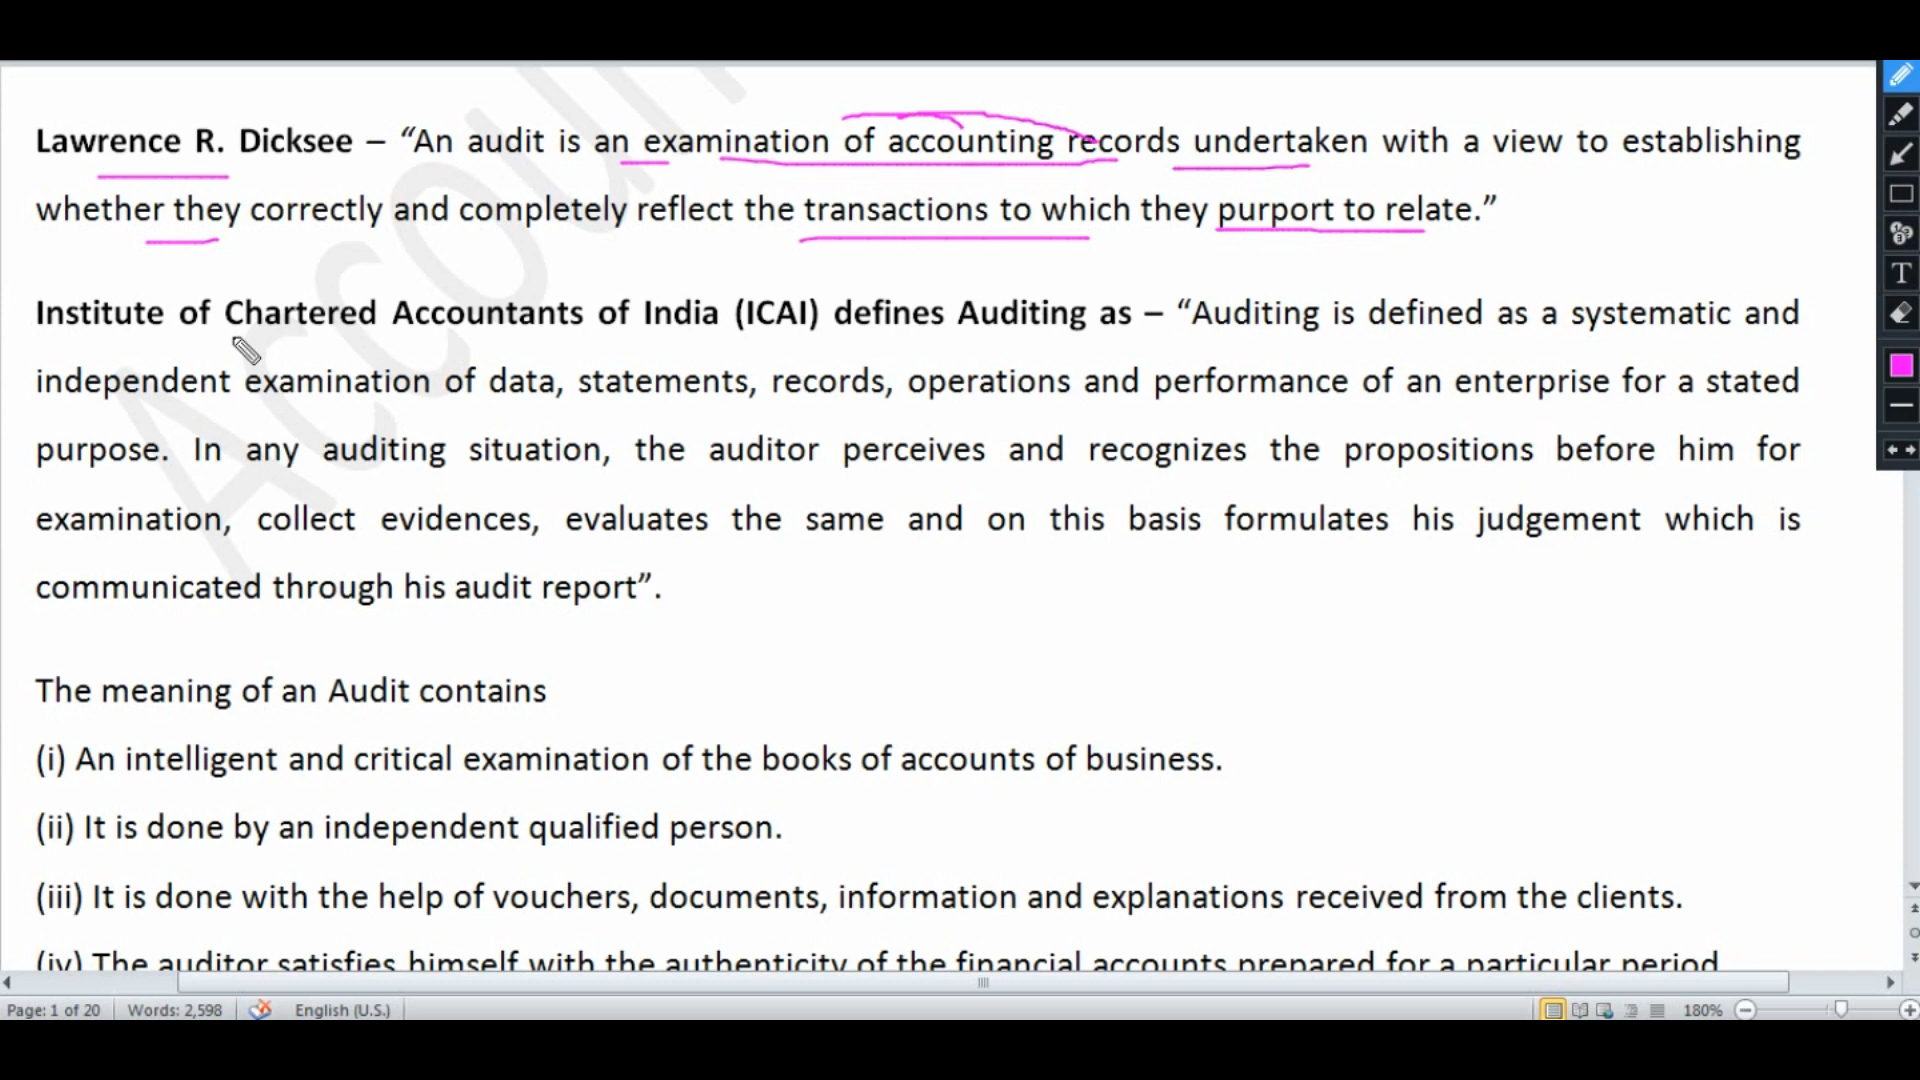 Lawrence R. Dicksee – “An audit is an examination of accounting records undertaken with a view to establishing
whether they correctly and completely reflect the transactions to which they purport to relate.”
Institute of Chartered Accountants of India (ICAI) defines Auditing as – “Auditing is defined as a systematic and
independent examination of data, statements, records, operations and performance of an enterprise for a stated
purpose. In any auditing situation, the auditor perceives and recognizes the propositions before him for
examination, collect evidences, evaluates the same and on this basis formulates his judgement which is
communicated through his audit report”.
The meaning of an Audit contains
(i) An intelligent and critical examination of the books of accounts of business.
(ii) It is done by an independent qualified person.
(iii) It is done with the help of vouchers, documents, information and explanations received from the clients.
(iv) The auditor satisfies himself with the authenticity of the financial accounts prepared for a particular period
Page: 1 of 20 Words: 2,598 English (U.S.) 180%
T
Accoun